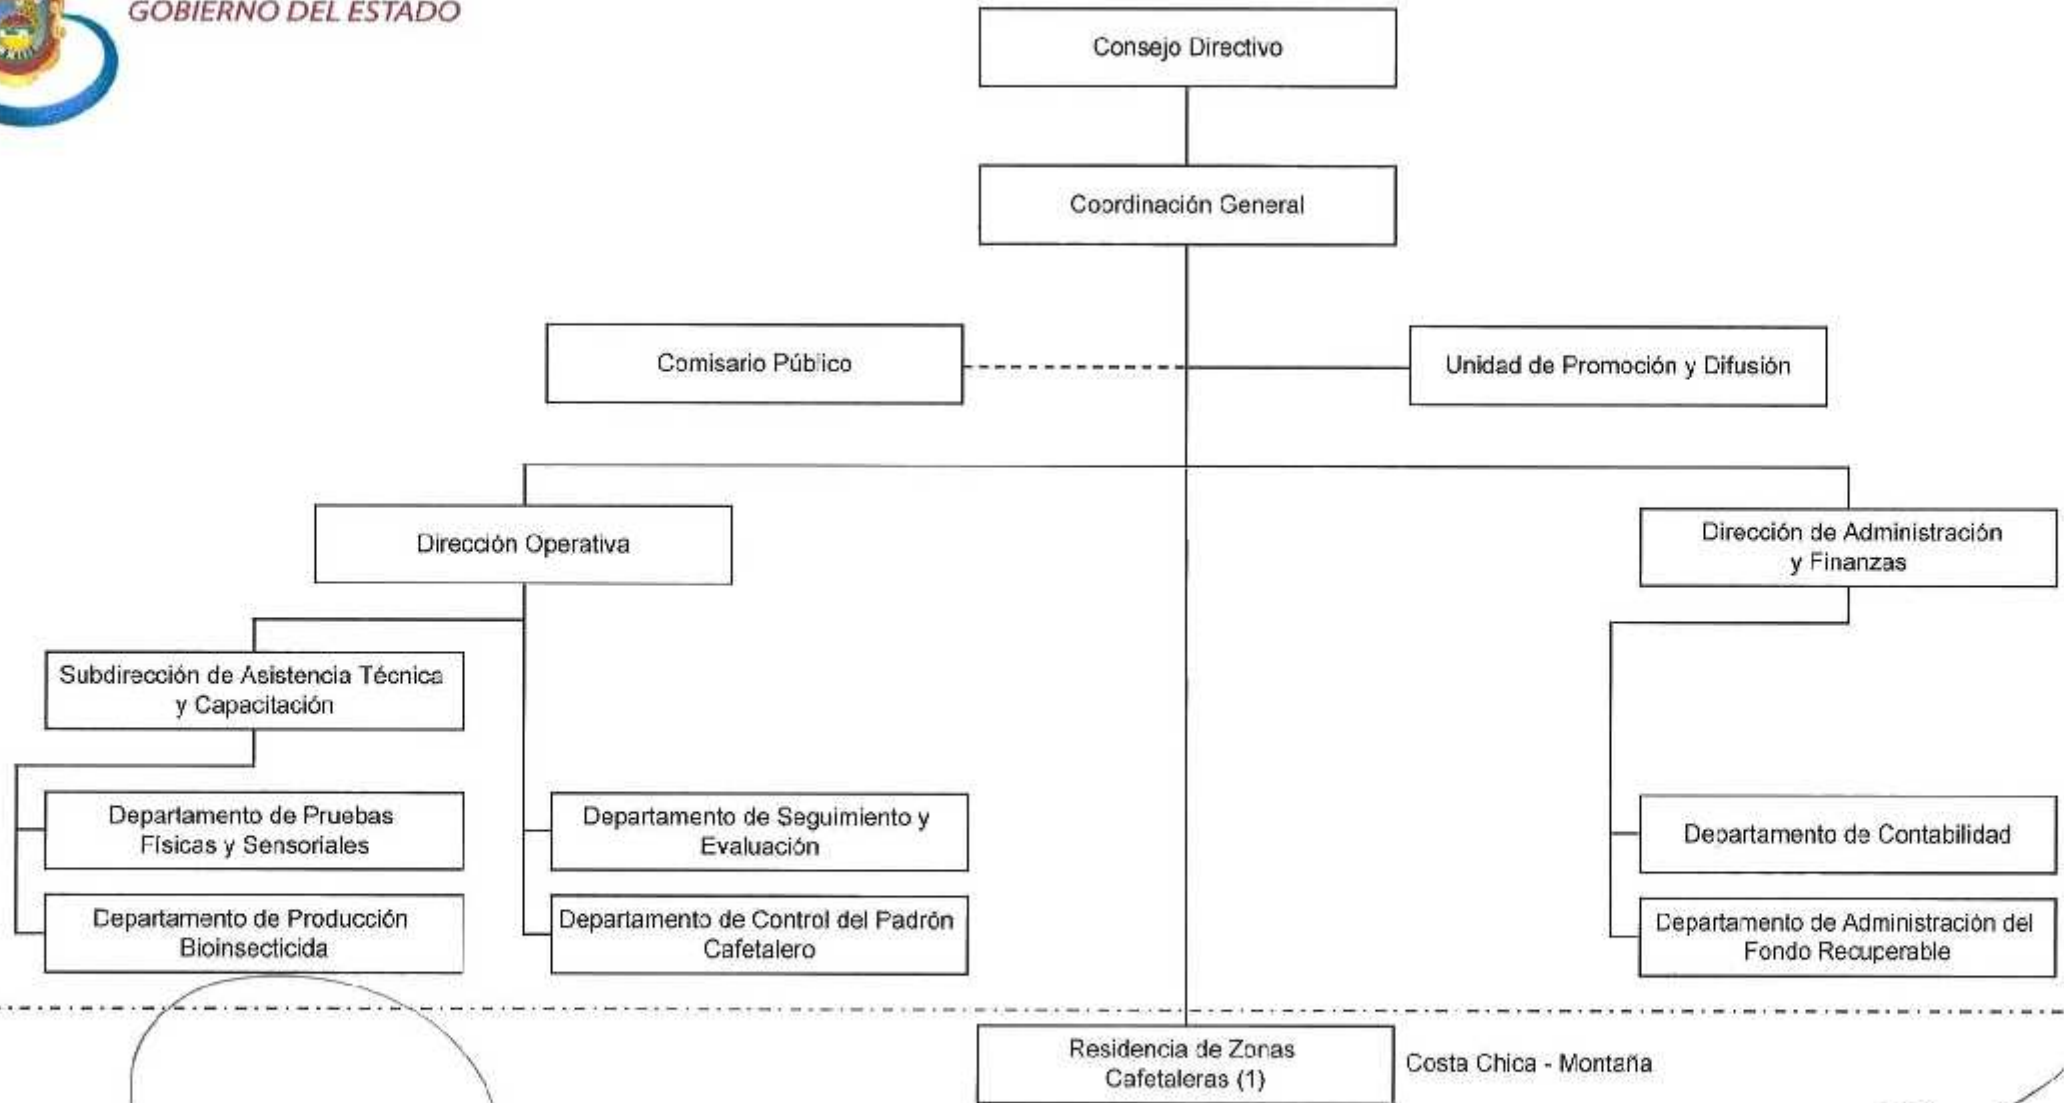 GOBIERNO DEL ESTADO
Consejo Directivo
Coordinación General
Comisario Público
Unidad de Promoción y Difusión
Dirección Operativa
Dirección de Administración
y Finanzas
Subdirección de Asistencia Técnica
y Capacitación
Departamento de Pruebas
Físicas y Sensoriales
Departamento de Seguimiento y
Evaluación
Departamento de Contabilidad
Departamento de Producción
Bioinsecticida
Departamento de Control del Padrón
Cafetalero
Departamento de Administración del
Fondo Recuperable
Residencia de Zonas
Cafetaleras (1)
Costa Chica - Montaña